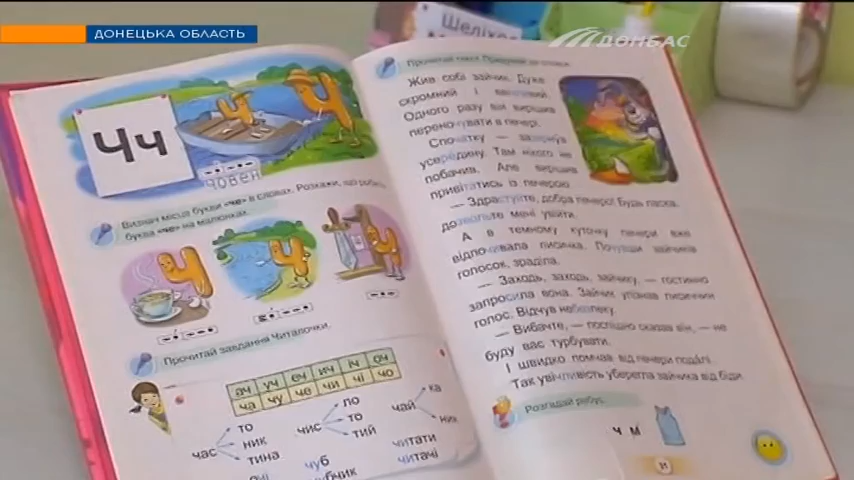 ДОНЕЦЬКА ОБЛАСТЬ
ДОНБАС
Чч
човен
Визнач місце букви «че» в словах. Розкажи, що робить
буква «че» на малюнках.
Прочитай завдання Читалочки.
ач уч еч ич іч оч
ча чу че чи чі чо
час то ник тина
чис ло то тий
чай ка ник
чуб
читати
читачі
Прочитай текст.
Жив собі зайчик. Дуже
скромний і ввічливий.
Одного разу він вирішив
переночувати в печері.
Спочатку — зазирнув
усередину. Там нікого не
побачив. Але вирішив
привітатись із печерою
— Здрастуйте, добра печеро! Будь ласка,
дозвольте мені увійти.
А в темному куточку печери вже
відпочивала лисичка. Почувши зайчиків
голосок, зраділа.
— Заходь, заходь, зайчику, — гостинно
запросила вона. Зайчик упізнав лисиччин
голос. Відчув небезпеку.
— Вибачте, — поспішно сказав він, — не
буду вас турбувати.
І швидко помчав від печери подалі.
Так увічливість уберегла зайчика від біди.
Розгадай ребус.
ч м